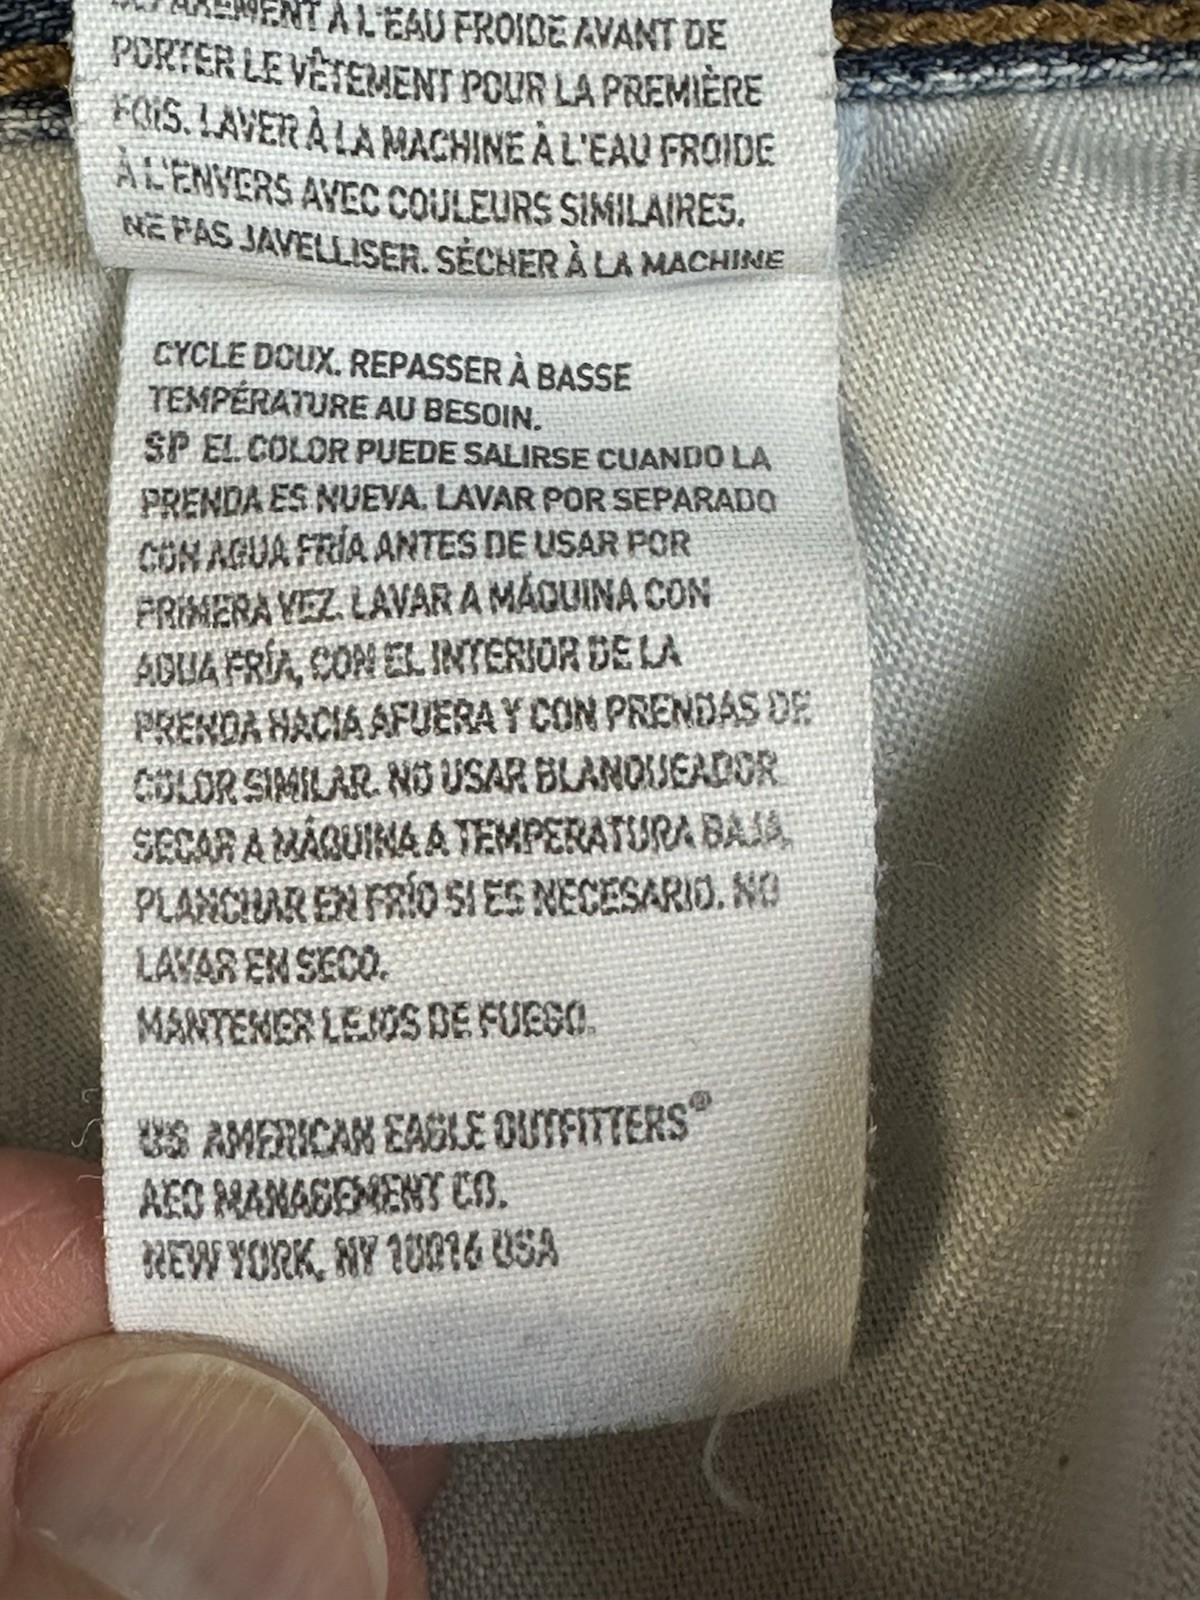 SÉPARÉMENT À L'EAU FROIDE AVANT DE
PORTER LE VÊTEMENT POUR LA PREMIÈRE
FOIS. LAVER À LA MACHINE À L'EAU FROIDE
À L'ENVERS AVEC COULEURS SIMILAIRES.
NE PAS JAVELLISER. SÉCHER À LA MACHINE
CYCLE DOUX. REPASSER À BASSE
TEMPÉRATURE AU BESOIN.
SP EL COLOR PUEDE SALIRSE CUANDO LA
PRENDA ES NUEVA. LAVAR POR SEPARADO
CON AGUA FRÍA ANTES DE USAR POR
PRIMERA VEZ. LAVAR A MÁQUINA CON
AGUA FRÍA, CON EL INTERIOR DE LA
PRENDA HACIA AFUERA Y CON PRENDAS DE
COLOR SIMILAR. NO USAR BLANQUEADOR.
SECAR A MÁQUINA A TEMPERATURA BAJA.
PLANCHAR EN FRÍO SI ES NECESARIO. NO
LAVAR EN SECO.
MANTENER LEJOS DE FUEGO.
US AMERICAN EAGLE OUTFITTERS®
AEO MANAGEMENT CO.
NEW YORK, NY 10016 USA